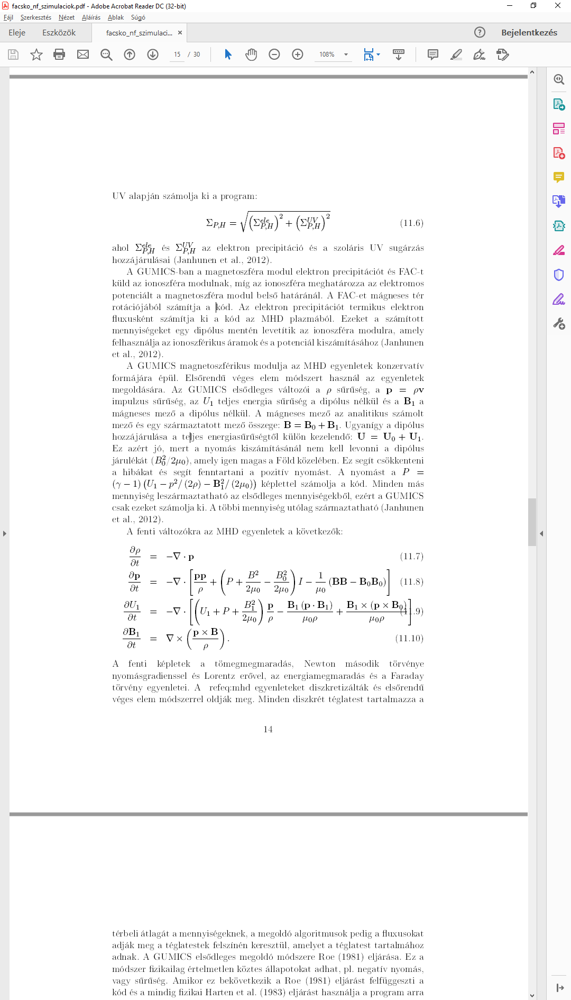 facsko_nf_szimulaciok.pdf - Adobe Acrobat Reader DC (32-bit)
Fájl Szerkesztés Nézet Aláírás Ablak Súgó
Eleje Eszközök facsko_nf_szimulaci... × Bejelentkezés
15 / 30 108%
UV alapján számolja ki a program:
Σ_{P,H} = √((Σ^{ele}_{P,H})² + (Σ^{UV}_{P,H})²) (11.6)
ahol Σ^{ele}_{P,H} és Σ^{UV}_{P,H} az elektron precipitáció és a szoláris UV sugárzás
hozzájárulásai (Janhunen et al., 2012).
A GUMICS-ban a magnetoszféra modul elektron precipitációt és FAC-t
küld az ionoszféra modulnak, míg az ionoszféra meghatározza az elektromos
potenciált a magnetoszféra modul belső határánál. A FAC-et mágneses tér
rotációjából számítja a kód. Az elektron precipitációt termikus elektron
fluxusként számítja ki a kód az MHD plazmából. Ezeket a számított
mennyiségeket egy dipólus mentén levetítik az ionoszféra modulra, amely
felhasználja az ionoszférikus áramok és a potenciál kiszámításához (Janhunen
et al., 2012).
A GUMICS magnetoszférikus modulja az MHD egyenletek konzervatív
formájára épül. Elsőrendű véges elem módszert használ az egyenletek
megoldására. Az GUMICS elsődleges változói a ρ sűrűség, a p = ρv
impulzus sűrűség, az U₁ teljes energia sűrűség a dipólus nélkül és a B₁ a
mágneses mező a dipólus nélkül. A mágneses mező az analitikus számolt
mező és egy származtatott mező összege: B = B₀ + B₁. Ugyanígy a dipólus
hozzájárulása a teljes energiasűrűségtől külön kezelendő: U = U₀ + U₁.
Ez azért jó, mert a nyomás kiszámításánál nem kell levonni a dipólus
járulékát (B₀²/2μ₀), amely igen magas a Föld közelében. Ez segít csökkenteni
a hibákat és segít fenntartani a pozitív nyomást. A nyomást a P =
(γ − 1) (U₁ − p²/ (2ρ) − B₁²/ (2μ₀)) képlettel számolja a kód. Minden más
mennyiség leszármaztatható az elsődleges mennyiségekből, ezért a GUMICS
csak ezeket számolja ki. A többi mennyiség utólag származtatható (Janhunen
et al., 2012).
A fenti változókra az MHD egyenletek a következők:
∂ρ/∂t = −∇ · p (11.7)
∂p/∂t = −∇ · [pp/ρ + (P + B²/2μ₀ − B₀²/2μ₀) I − 1/μ₀ (BB − B₀B₀)] (11.8)
∂U₁/∂t = −∇ · [(U₁ + P + B₁²/2μ₀) p/ρ − B₁ (p · B₁)/μ₀ρ + B₁ × (p × B₀)/μ₀ρ] (11.9)
∂B₁/∂t = ∇ × (p × B/ρ) . (11.10)
A fenti képletek a tömegmegmaradás, Newton második törvénye
nyomásgradienssel és Lorentz erővel, az energiamegmaradás és a Faraday
törvény egyenletei. A refeq:mhd egyenleteket diszkretizálták és elsőrendű
véges elem módszerrel oldják meg. Minden diszkrét téglatest tartalmazza a
14
térbeli átlagát a mennyiségeknek, a megoldó algoritmusok pedig a fluxusokat
adják meg a téglatestek felszínén keresztül, amelyet a téglatest tartalmához
adnak. A GUMICS elsődleges megoldó módszere Roe (1981) eljárása. Ez a
módszer fizikailag értelmetlen köztes állapotokat adhat, pl. negatív nyomás,
vagy sűrűség. Amikor ez bekövetkezik a Roe (1981) eljárást felfüggeszti a
kód és a mindig fizikai Harten et al. (1983) eljárást használja a program arra